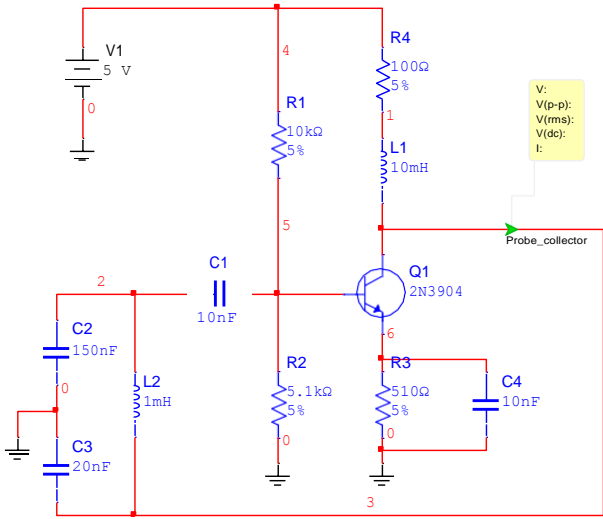 V1
5 V
0
4
R1
10kΩ
5%
R4
100Ω
5%
1
L1
10mH
V:
V(p-p):
V(rms):
V(dc):
I:
5
Probe_collector
2
C1
10nF
Q1
2N3904
6
C2
150nF
0
L2
1mH
R2
5.1kΩ
5%
0
R3
510Ω
5%
0
C4
10nF
C3
20nF
3